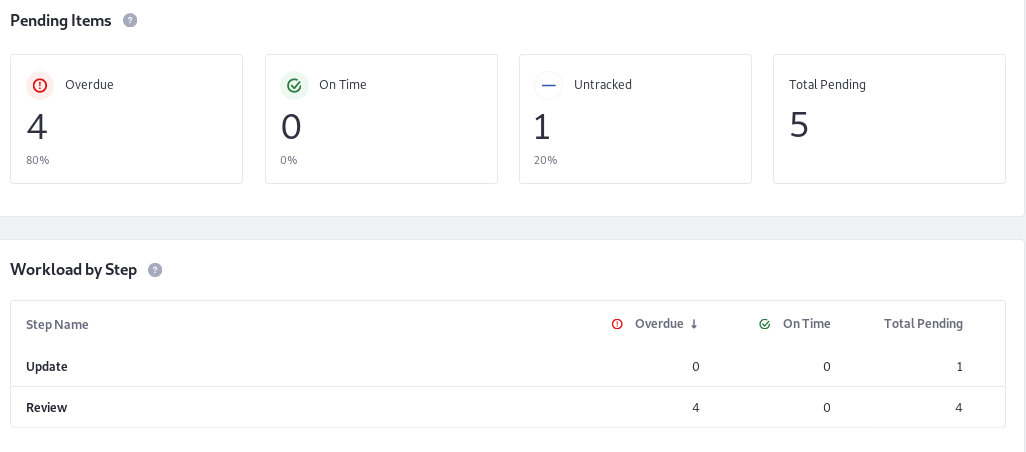 Pending Items ?
Overdue On Time Untracked Total Pending
4 0 1 5
80% 0% 20%
Workload by Step ?
Step Name Overdue ↓ On Time Total Pending
Update 0 0 1
Review 4 0 4